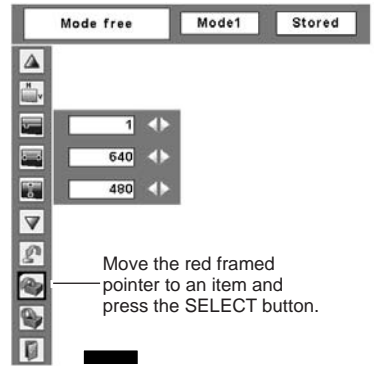 Mode free Mode1 Stored
H
V
1
640
480
Move the red framed
pointer to an item and
press the SELECT button.